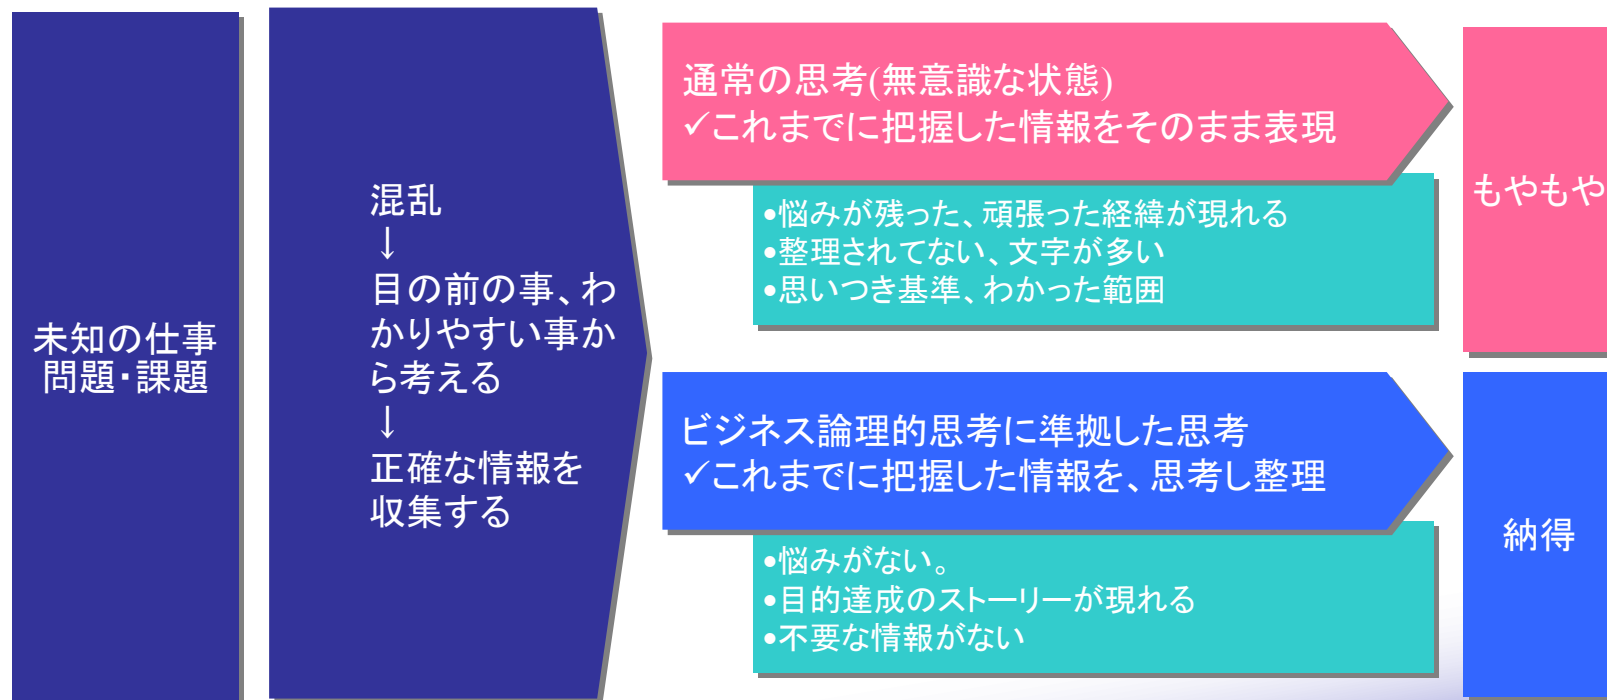 未知の仕事
問題・課題
混乱
↓
目の前の事、わ
かりやすい事か
ら考える
↓
正確な情報を
収集する
通常の思考(無意識な状態)
✓これまでに把握した情報をそのまま表現
•悩みが残った、頑張った経緯が現れる
•整理されてない、文字が多い
•思いつき基準、わかった範囲
もやもや
ビジネス論理的思考に準拠した思考
✓これまでに把握した情報を、思考し整理
•悩みがない。
•目的達成のストーリーが現れる
•不要な情報がない
納得